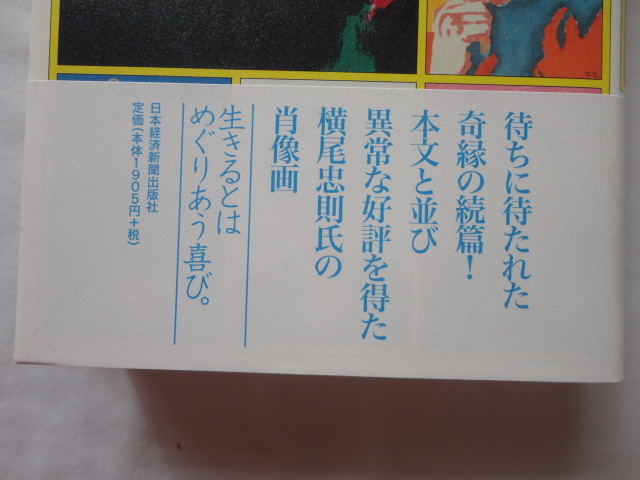 待ちに待たれた
奇縁の続篇！
本文と並び
異常な好評を得た
横尾忠則氏の
肖像画
生きるとは
めぐりあう喜び。
日本経済新聞出版社
定価（本体1905円＋税）